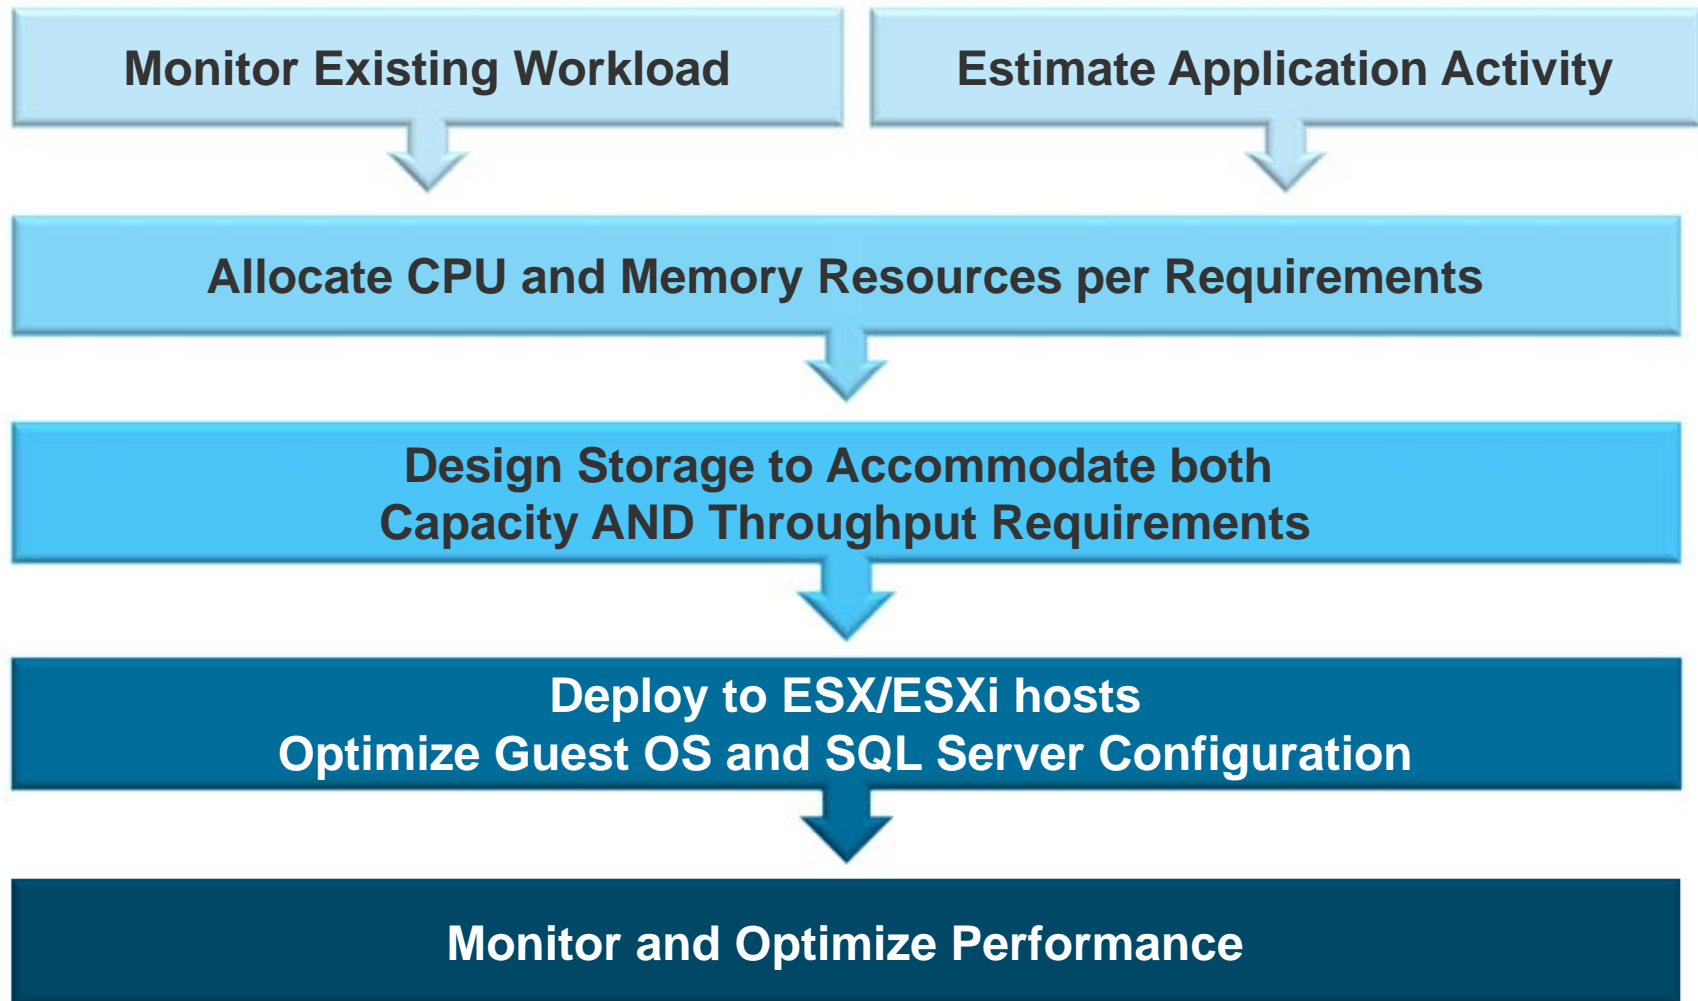 Monitor Existing Workload
Estimate Application Activity
Allocate CPU and Memory Resources per Requirements
Design Storage to Accommodate both
Capacity AND Throughput Requirements
Deploy to ESX/ESXi hosts
Optimize Guest OS and SQL Server Configuration
Monitor and Optimize Performance